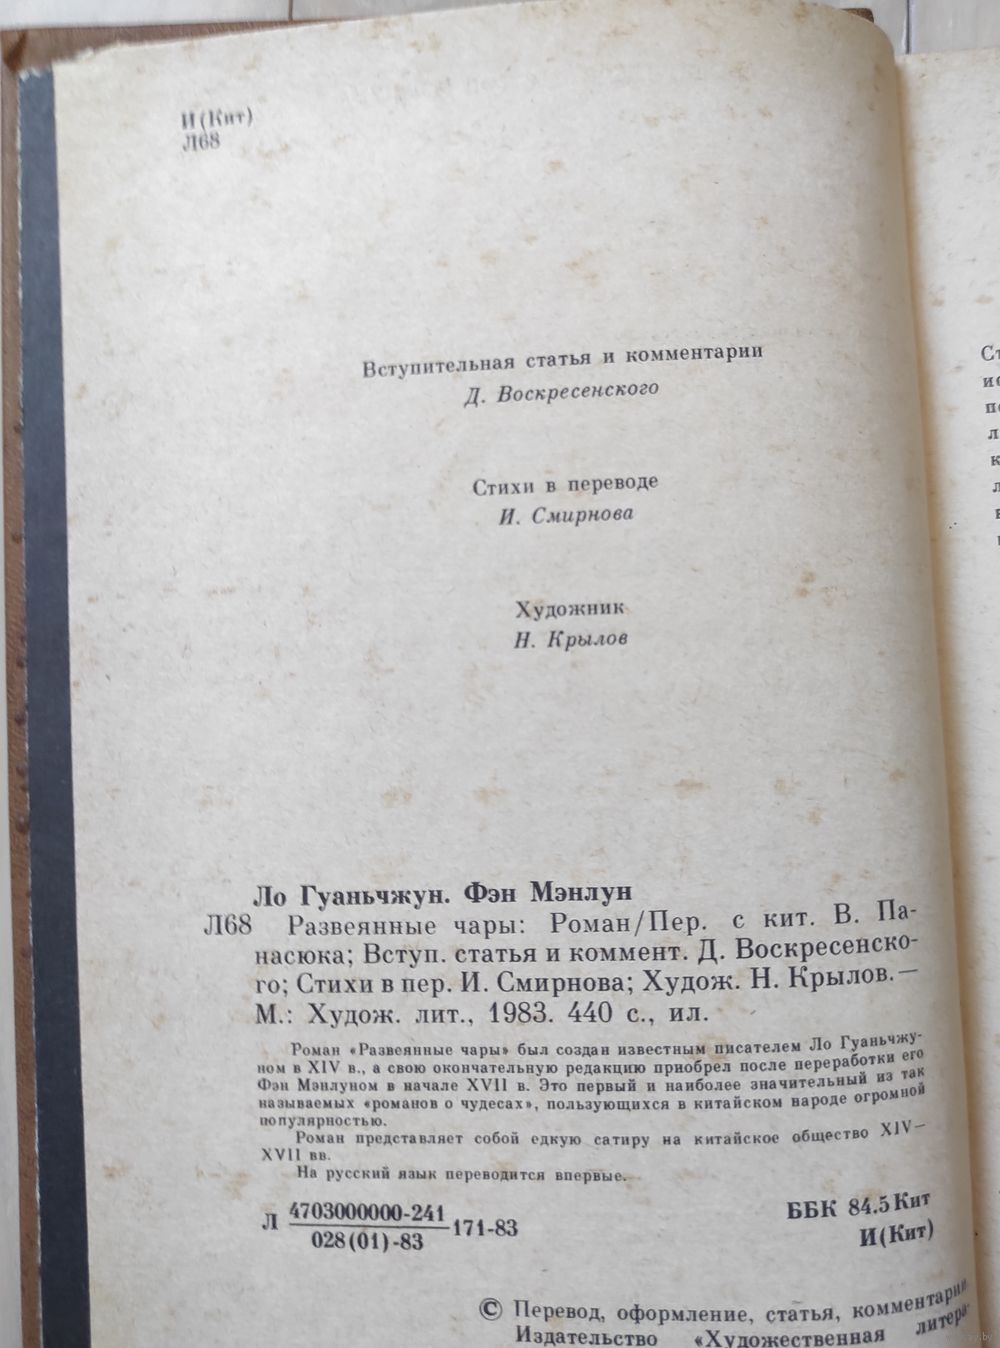 И(Кит)
Л68
Вступительная статья и комментарии
Д. Воскресенского
Стихи в переводе
И. Смирнова
Художник
Н. Крылов
Ло Гуаньчжун. Фэн Мэнлун
Л68 Развеянные чары: Роман/Пер. с кит. В. Па-
насюка; Вступ. статья и коммент. Д. Воскресенско-
го; Стихи в пер. И. Смирнова; Худож. Н. Крылов.—
М.: Худож. лит., 1983. 440 с., ил.
Роман «Развеянные чары» был создан известным писателем Ло Гуаньчжу-
ном в XIV в., а свою окончательную редакцию приобрел после переработки его
Фэн Мэнлуном в начале XVII в. Это первый и наиболее значительный из так
называемых «романов о чудесах», пользующихся в китайском народе огромной
популярностью.
Роман представляет собой едкую сатиру на китайское общество XIV—
XVII вв.
На русский язык переводится впервые.
Л 4703000000-241
028(01)-83 171-83
ББК 84.5Кит
И(Кит)
© Перевод, оформление, статья, комментарии
Издательство «Художественная литера-